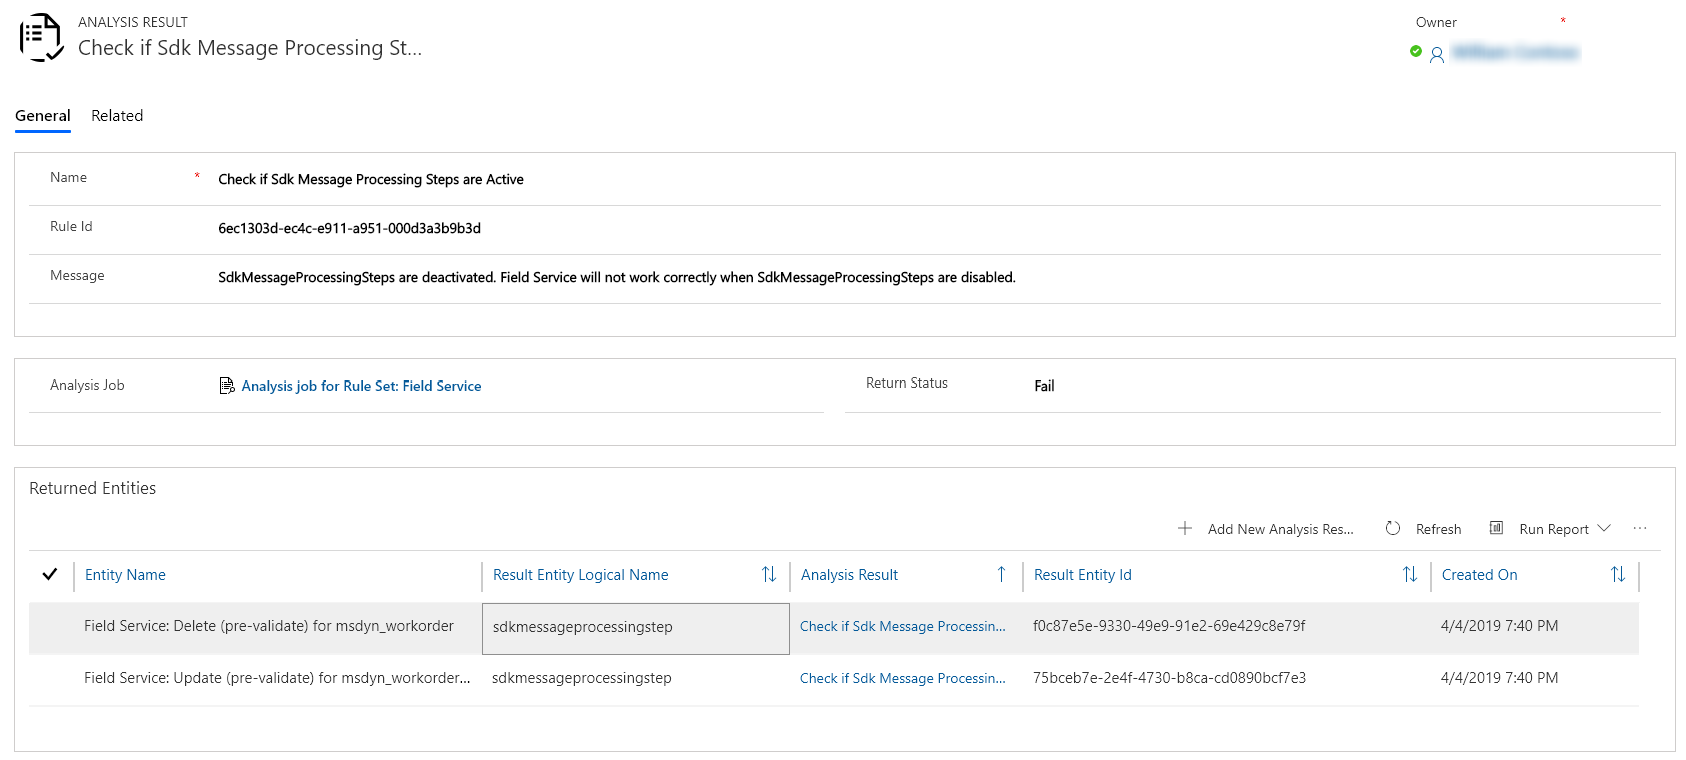 ANALYSIS RESULT
Check if Sdk Message Processing St...
Owner *
General Related
Name * Check if Sdk Message Processing Steps are Active
Rule Id 6ec1303d-ec4c-e911-a951-000d3a3b9b3d
Message SdkMessageProcessingSteps are deactivated. Field Service will not work correctly when SdkMessageProcessingSteps are disabled.
Analysis Job Analysis job for Rule Set: Field Service Return Status Fail
Returned Entities
Add New Analysis Res... Refresh Run Report ...
Entity Name Result Entity Logical Name Analysis Result Result Entity Id Created On
Field Service: Delete (pre-validate) for msdyn_workorder sdkmessageprocessingstep Check if Sdk Message Processin... f0c87e5e-9330-49e9-91e2-69e429c8e79f 4/4/2019 7:40 PM
Field Service: Update (pre-validate) for msdyn_workorder... sdkmessageprocessingstep Check if Sdk Message Processin... 75bceb7e-2e4f-4730-b8ca-cd0890bcf7e3 4/4/2019 7:40 PM